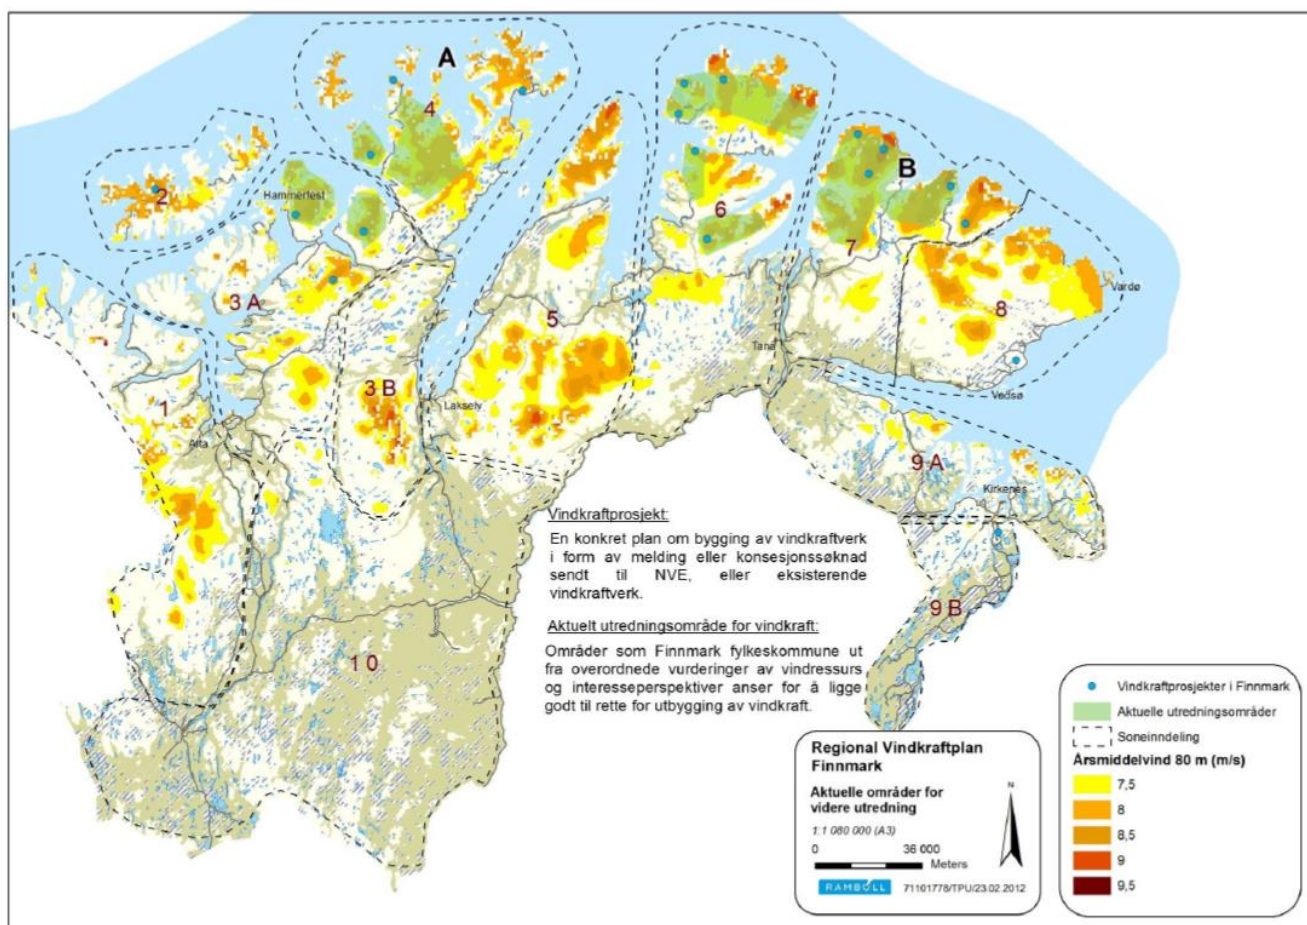 A
4
2
Hammerfest
B
6
7
3 A
Vardø
8
5
Tana
3 B
Vadsø
Lakselv
1
Alta
9 A
Kirkenes
Vindkraftprosjekt:
En konkret plan om bygging av vindkraftverk
i form av melding eller konsesjonssøknad
sendt til NVE, eller eksisterende
vindkraftverk.
Aktuelt utredningsområde for vindkraft:
Områder som Finnmark fylkeskommune ut
fra overordnede vurderinger av vindressurs
og interesseperspektiver anser for å ligge
godt til rette for utbygging av vindkraft.
9 B
10
Regional Vindkraftplan
Finnmark
Aktuelle områder for
videre utredning
1:1 080 000 (A3)
N
0 36 000
Meters
RAMBØLL 71101778/TPU/23.02.2012
Vindkraftprosjekter i Finnmark
Aktuelle utredningsområder
Soneinndeling
Årsmiddelvind 80 m (m/s)
7,5
8
8,5
9
9,5